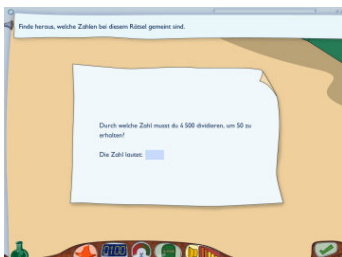 Finde heraus, welche Zahlen bei diesem Rätsel gemeint sind.
Durch welche Zahl musst du 4 500 dividieren, um 50 zu
erhalten?
Die Zahl lautet: